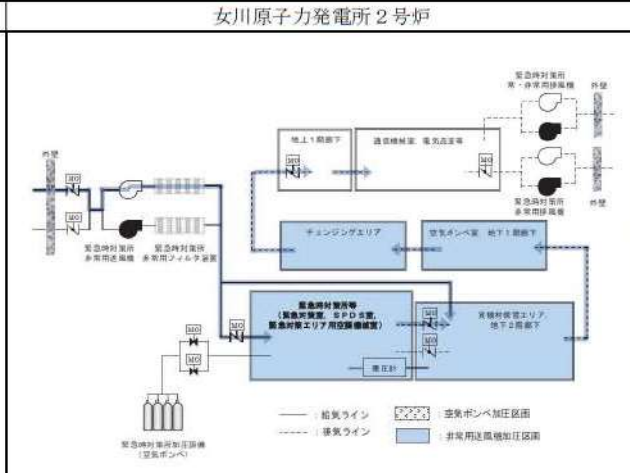 女川原子力発電所２号炉
緊急時対策所
常・非常用排風機
外壁
地上1階廊下
通信機械室、電気品室等
MO
MO
外壁
MO
MO
緊急時対策所
非常用送風機
緊急時対策所
非常用フィルタ装置
緊急時対策所
非常用排風機
外壁
チェンジングエリア
空気ボンベ室、地下1階廊下
緊急時対策所等
（緊急対策室、ＳＰＤＳ室、
緊急対策エリア用空調機械室）
資機材保管エリア、
地下2階廊下
MO
MO
MO
MO
MO
差圧計
緊急時対策所加圧設備
（空気ボンベ）
：給気ライン
：排気ライン
：空気ボンベ加圧区画
：非常用送風機加圧区画